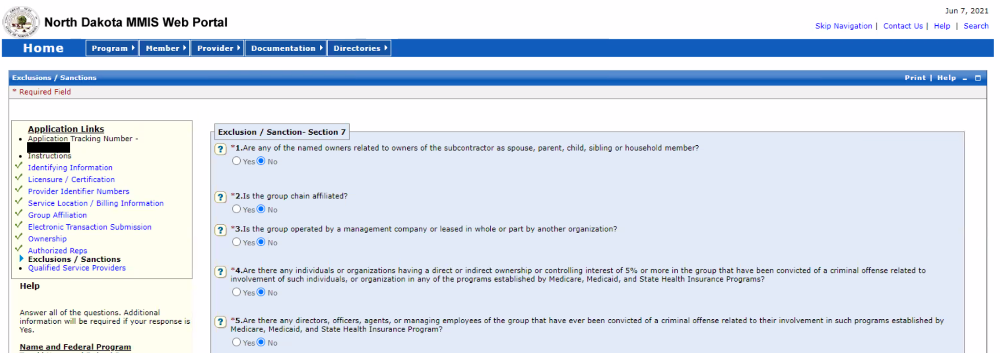 Jun 7, 2021
North Dakota MMIS Web Portal
Skip Navigation | Contact Us | Help | Search
Home Program Member Provider Documentation Directories
Exclusions / Sanctions
Print | Help
* Required Field
Application Links
Application Tracking Number -
Instructions
Identifying Information
Licensure / Certification
Provider Identifier Numbers
Service Location / Billing Information
Group Affiliation
Electronic Transaction Submission
Ownership
Authorized Reps
Exclusions / Sanctions
Qualified Service Providers
Help
Answer all of the questions. Additional
information will be required if your response is
Yes.
Name and Federal Program
Exclusion / Sanction- Section 7
? *1.Are any of the named owners related to owners of the subcontractor as spouse, parent, child, sibling or household member?
Yes No
? *2.Is the group chain affiliated?
Yes No
? *3.Is the group operated by a management company or leased in whole or part by another organization?
Yes No
? *4.Are there any individuals or organizations having a direct or indirect ownership or controlling interest of 5% or more in the group that have been convicted of a criminal offense related to
involvement of such individuals, or organization in any of the programs established by Medicare, Medicaid, and State Health Insurance Programs?
Yes No
? *5.Are there any directors, officers, agents, or managing employees of the group that have ever been convicted of a criminal offense related to their involvement in such programs established by
Medicare, Medicaid, and State Health Insurance Program?
Yes No